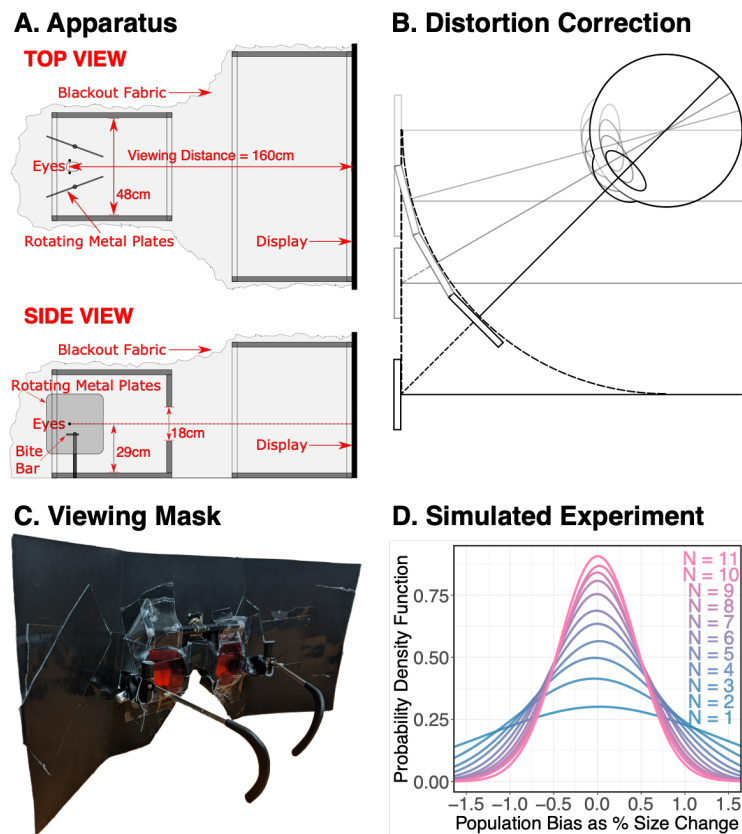 A. Apparatus
TOP VIEW
Blackout Fabric
Eyes
Viewing Distance = 160cm
48cm
Rotating Metal Plates
Display
SIDE VIEW
Blackout Fabric
Rotating Metal Plates
Eyes
18cm
Bite
Bar
29cm
Display
B. Distortion Correction
C. Viewing Mask
D. Simulated Experiment
Probability Density Function
0.75
0.50
0.25
0.00
N = 11
N = 10
N = 9
N = 8
N = 7
N = 6
N = 5
N = 4
N = 3
N = 2
N = 1
−1.5 −1.0 −0.5 0.0 0.5 1.0 1.5
Population Bias as % Size Change